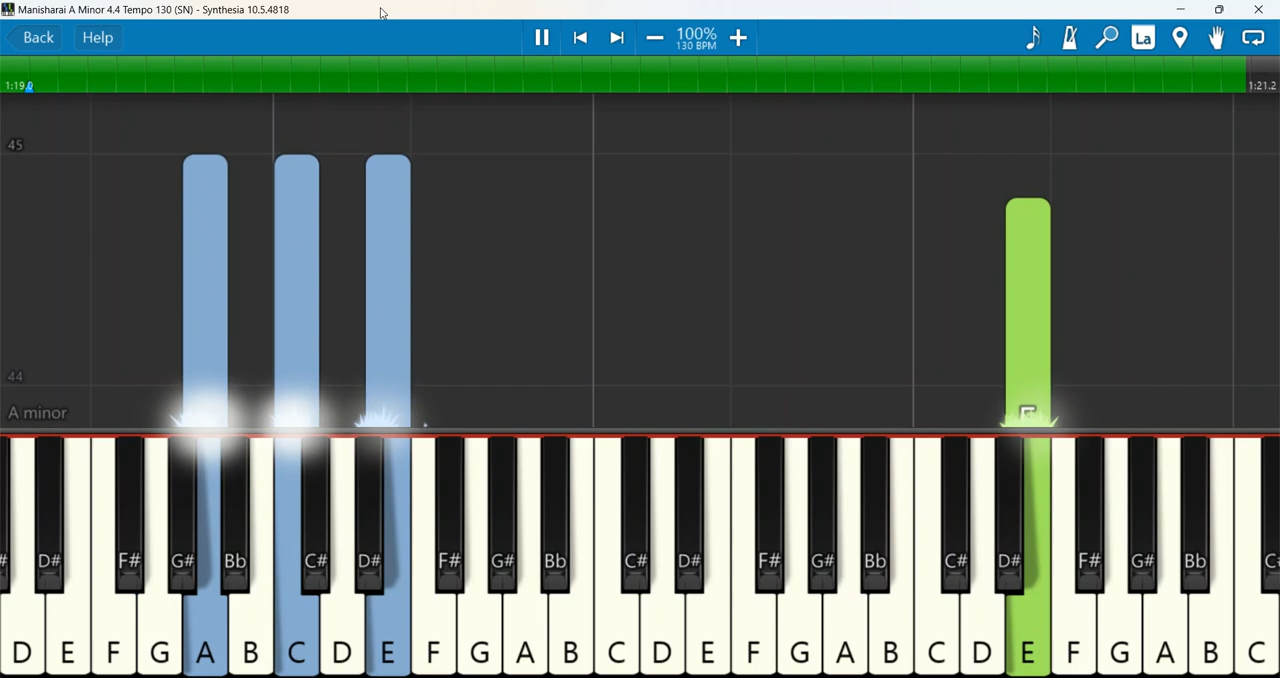 Manisharai A Minor 4.4 Tempo 130 (SN) - Synthesia 10.5.4818
Back Help 100% La
130 BPM
1:19.0 1:21.2
45
44
A minor E
D# F# G# Bb C# D# F# G# Bb C# D# F# G# Bb C# D# F# G# Bb
D E F G A B C D E F G A B C D E F G A B C D E F G A B C